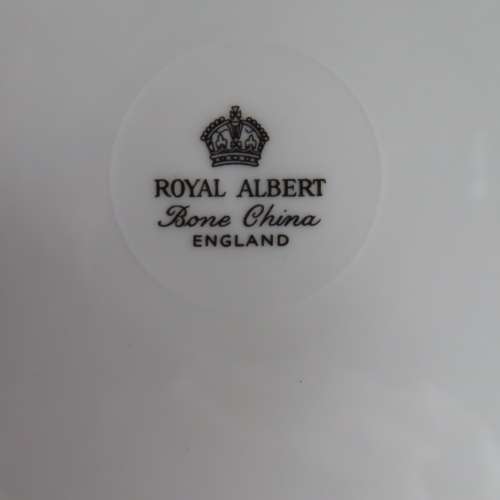 ROYAL ALBERT
Bone China
ENGLAND